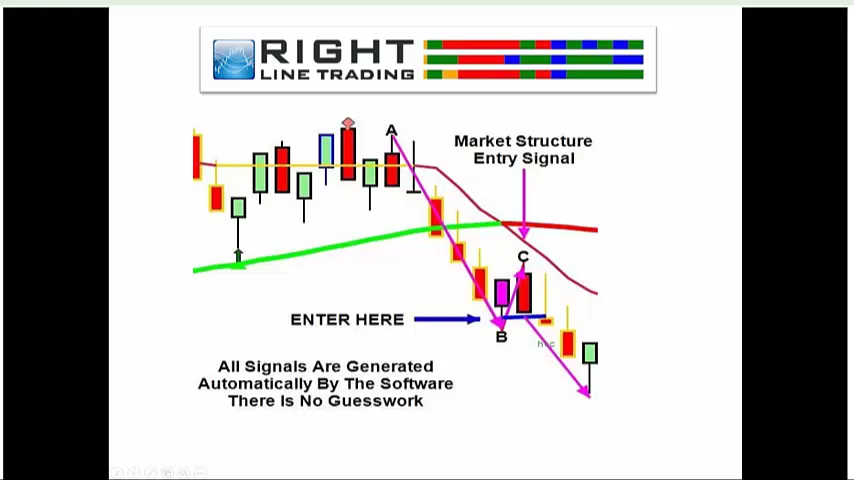 RIGHT
LINE TRADING
A
Market Structure
Entry Signal
C
ENTER HERE
B
All Signals Are Generated
Automatically By The Software
There Is No Guesswork